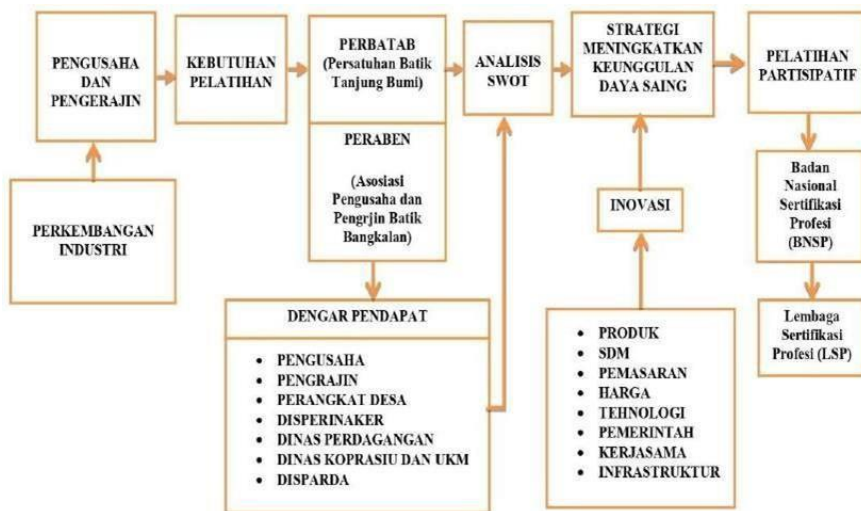 PENGUSAHA
DAN
PENGERAJIN
KEBUTUHAN
PELATIHAN
PERBATAB
(Persatuhan Batik
Tanjung Bumi)
ANALISIS
SWOT
STRATEGI
MENINGKATKAN
KEUNGGULAN
DAYA SAING
PELATIHAN
PARTISIPATIF
PERKEMBANGAN
INDUSTRI
PERABEN
(Asosiasi
Pengusaha dan
Pengrjin Batik
Bangkalan)
INOVASI
Badan
Nasional
Sertifikasi
Profesi
(BNSP)
DENGAR PENDAPAT
• PENGUSAHA
• PENGRAJIN
• PERANGKAT DESA
• DISPERINAKER
• DINAS PERDAGANGAN
• DINAS KOPRASIU DAN UKM
• DISPARDA
• PRODUK
• SDM
• PEMASARAN
• HARGA
• TEHNOLOGI
• PEMERINTAH
• KERJASAMA
• INFRASTRUKTUR
Lembaga
Sertifikasi
Profesi (LSP)